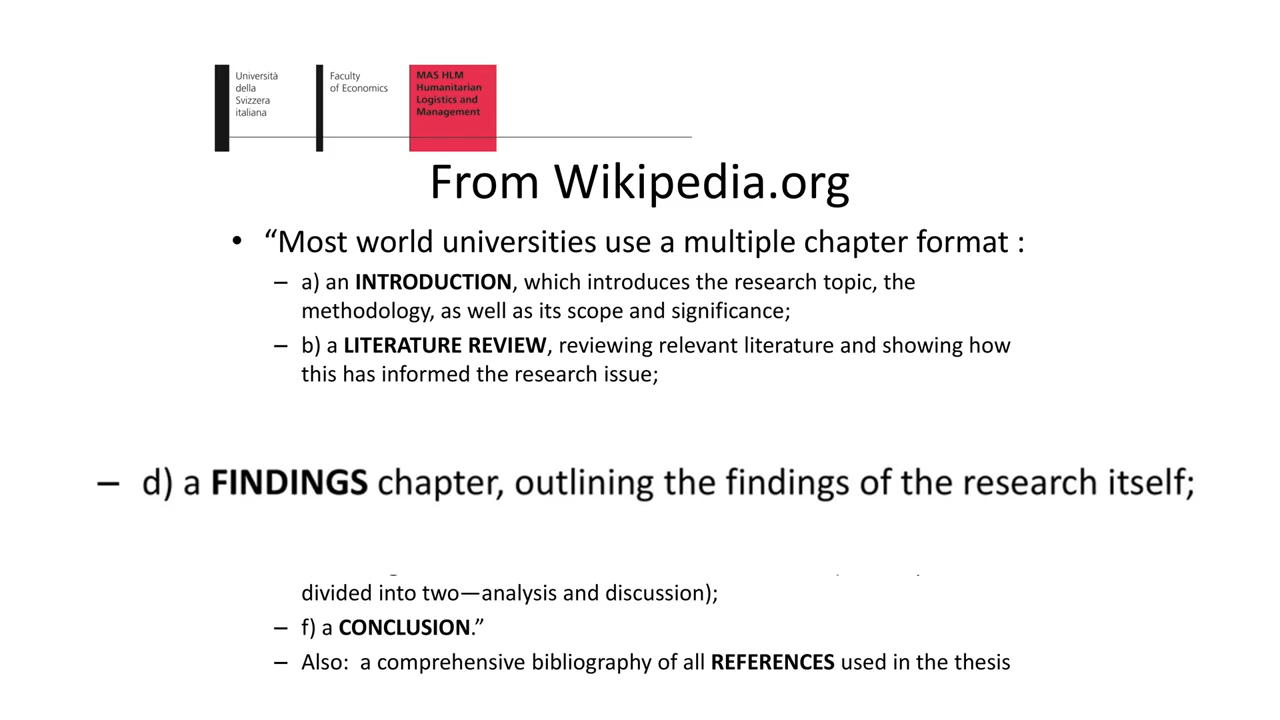 Università
della
Svizzera
italiana
Faculty
of Economics
MAS HLM
Humanitarian
Logistics and
Management
From Wikipedia.org
• “Most world universities use a multiple chapter format :
– a) an INTRODUCTION, which introduces the research topic, the
methodology, as well as its scope and significance;
– b) a LITERATURE REVIEW, reviewing relevant literature and showing how
this has informed the research issue;
– d) a FINDINGS chapter, outlining the findings of the research itself;
divided into two—analysis and discussion);
– f) a CONCLUSION.”
– Also: a comprehensive bibliography of all REFERENCES used in the thesis